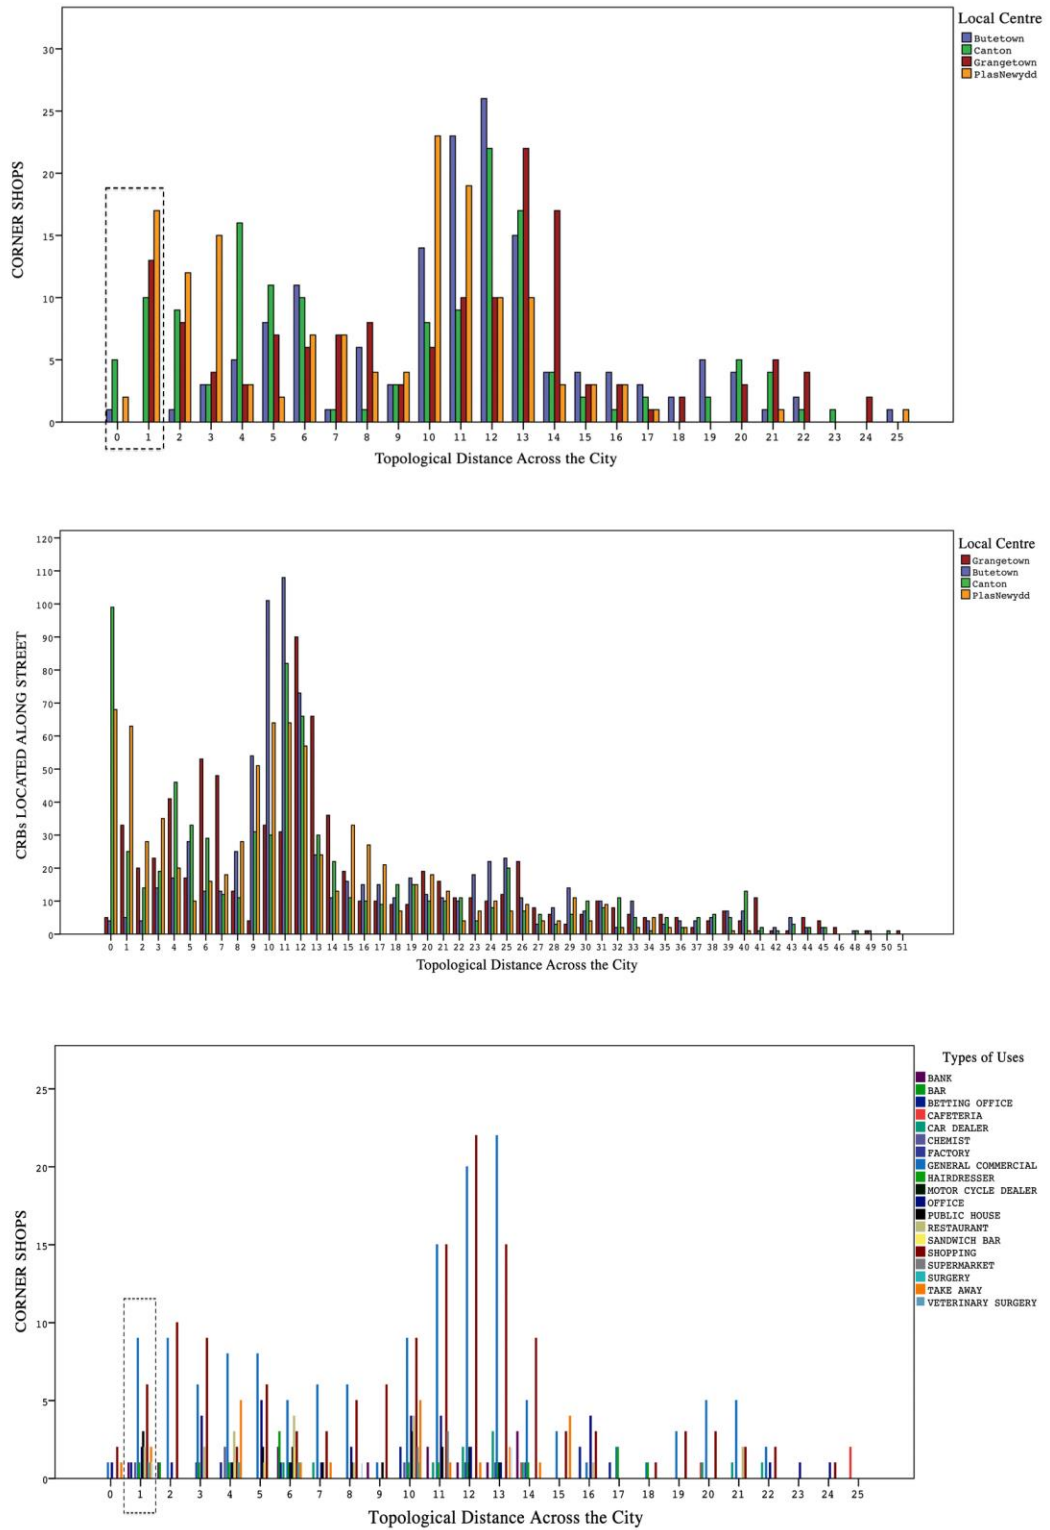 Local Centre
Butetown
Canton
Grangetown
PlasNewydd
CORNER SHOPS
30
25
20
15
10
5
0
0 1 2 3 4 5 6 7 8 9 10 11 12 13 14 15 16 17 18 19 20 21 22 23 24 25
Topological Distance Across the City
Local Centre
Grangetown
Butetown
Canton
PlasNewydd
CRBs LOCATED ALONG STREET
120
110
100
90
80
70
60
50
40
30
20
10
0
0 1 2 3 4 5 6 7 8 9 10 11 12 13 14 15 16 17 18 19 20 21 22 23 24 25 26 27 28 29 30 31 32 33 34 35 36 37 38 39 40 41 42 43 44 45 46 48 49 50 51
Topological Distance Across the City
Types of Uses
BANK
BAR
BETTING OFFICE
CAFETERIA
CAR DEALER
CHEMIST
FACTORY
GENERAL COMMERCIAL
HAIRDRESSER
MOTOR CYCLE DEALER
OFFICE
PUBLIC HOUSE
RESTAURANT
SANDWICH BAR
SHOPPING
SUPERMARKET
SURGERY
TAKE AWAY
VETERINARY SURGERY
CORNER SHOPS
25
20
15
10
5
0
0 1 2 3 4 5 6 7 8 9 10 11 12 13 14 15 16 17 18 19 20 21 22 23 24 25
Topological Distance Across the City